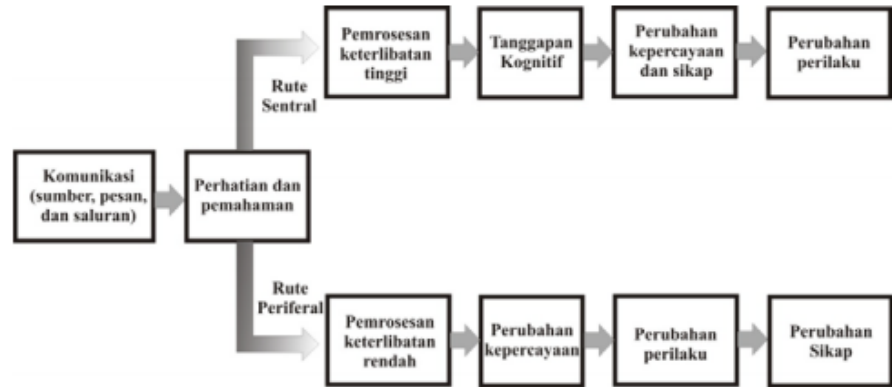 Pemrosesan
keterlibatan
tinggi
Tanggapan
Kognitif
Perubahan
kepercayaan
dan sikap
Perubahan
perilaku
Rute
Sentral
Komunikasi
(sumber, pesan,
dan saluran)
Perhatian dan
pemahaman
Rute
Periferal
Pemrosesan
keterlibatan
rendah
Perubahan
kepercayaan
Perubahan
perilaku
Perubahan
Sikap